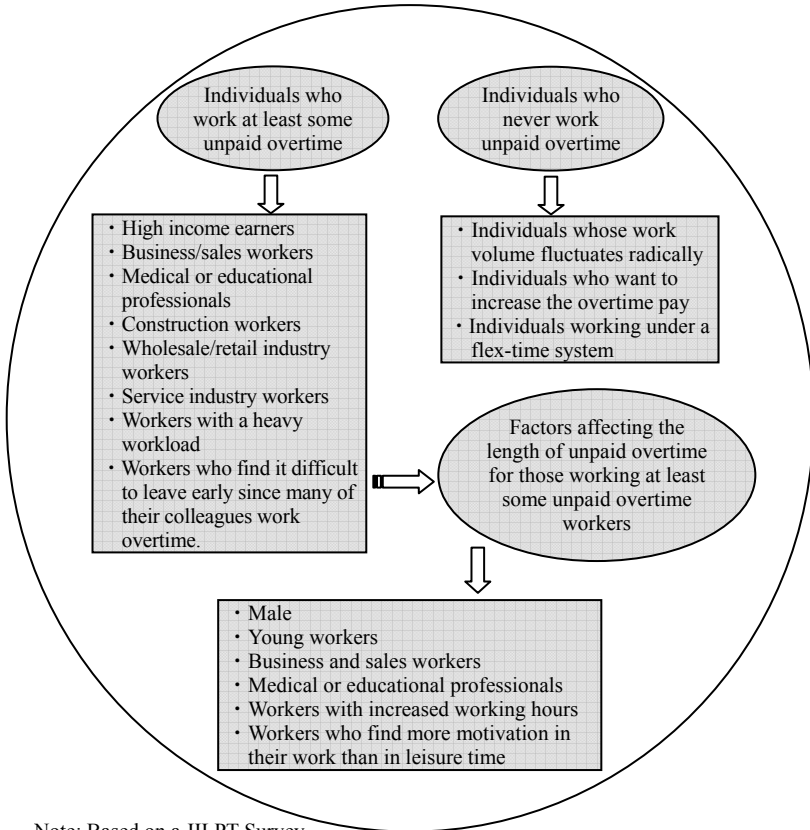 Individuals who
work at least some
unpaid overtime
Individuals who
never work
unpaid overtime
・High income earners
・Business/sales workers
・Medical or educational
professionals
・Construction workers
・Wholesale/retail industry
workers
・Service industry workers
・Workers with a heavy
workload
・Workers who find it difficult
to leave early since many of
their colleagues work
overtime.
・Individuals whose work
volume fluctuates radically
・Individuals who want to
increase the overtime pay
・Individuals working under a
flex-time system
Factors affecting the
length of unpaid overtime
for those working at least
some unpaid overtime
workers
・Male
・Young workers
・Business and sales workers
・Medical or educational professionals
・Workers with increased working hours
・Workers who find more motivation in
their work than in leisure time
Note: Based on a JILPT Survey